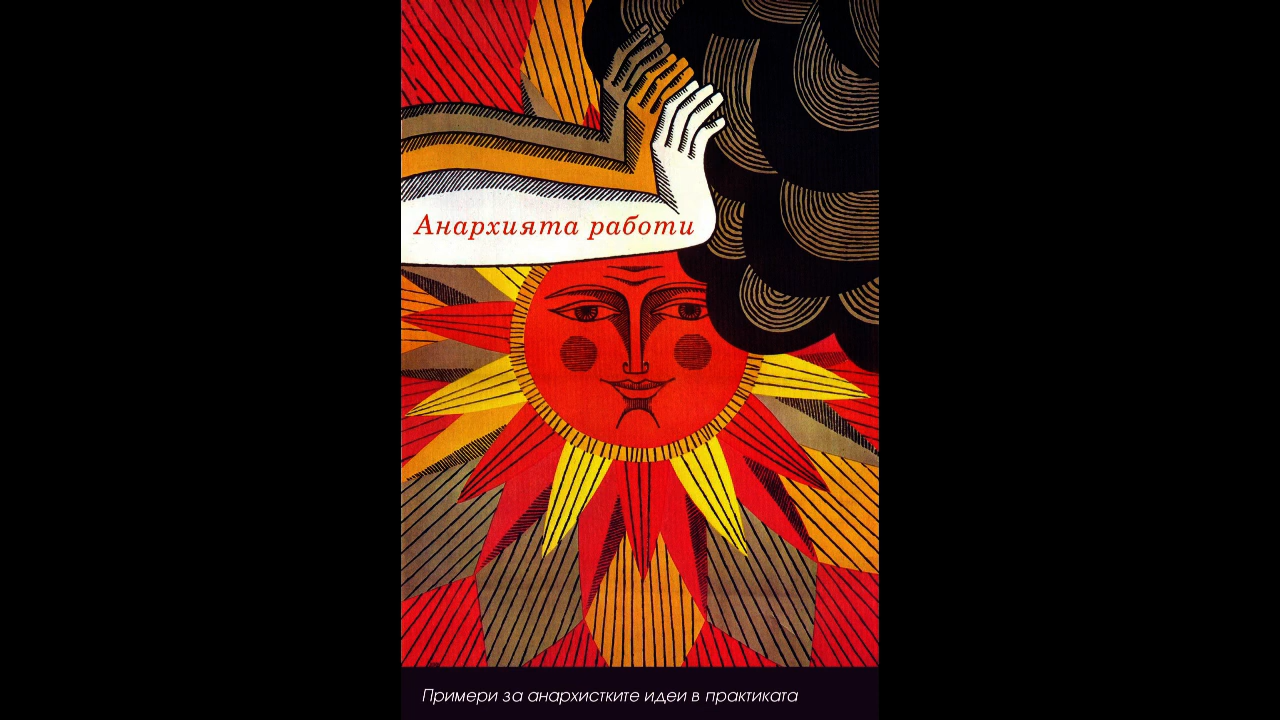 Анархията работи
Примери за анархистките идеи в практиката